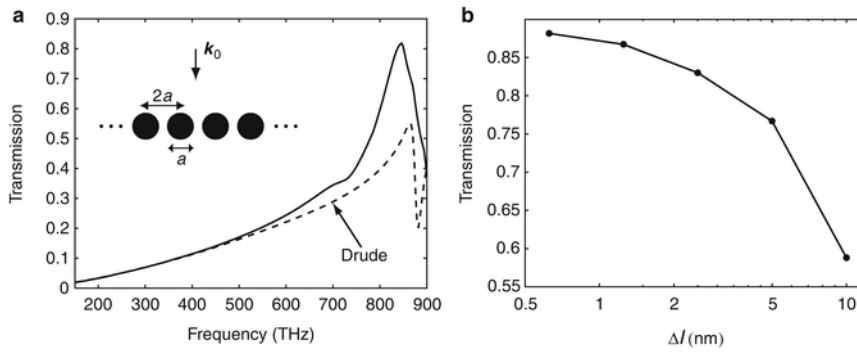 a
Transmission
0.9
0.8
0.7
0.6
0.5
0.4
0.3
0.2
0.1
0
200 300 400 500 600 700 800 900
Frequency (THz)
k0
2a
a
Drude
b
Transmission
0.85
0.8
0.75
0.7
0.65
0.6
0.55
0.5 1 2 5 10
Δl (nm)